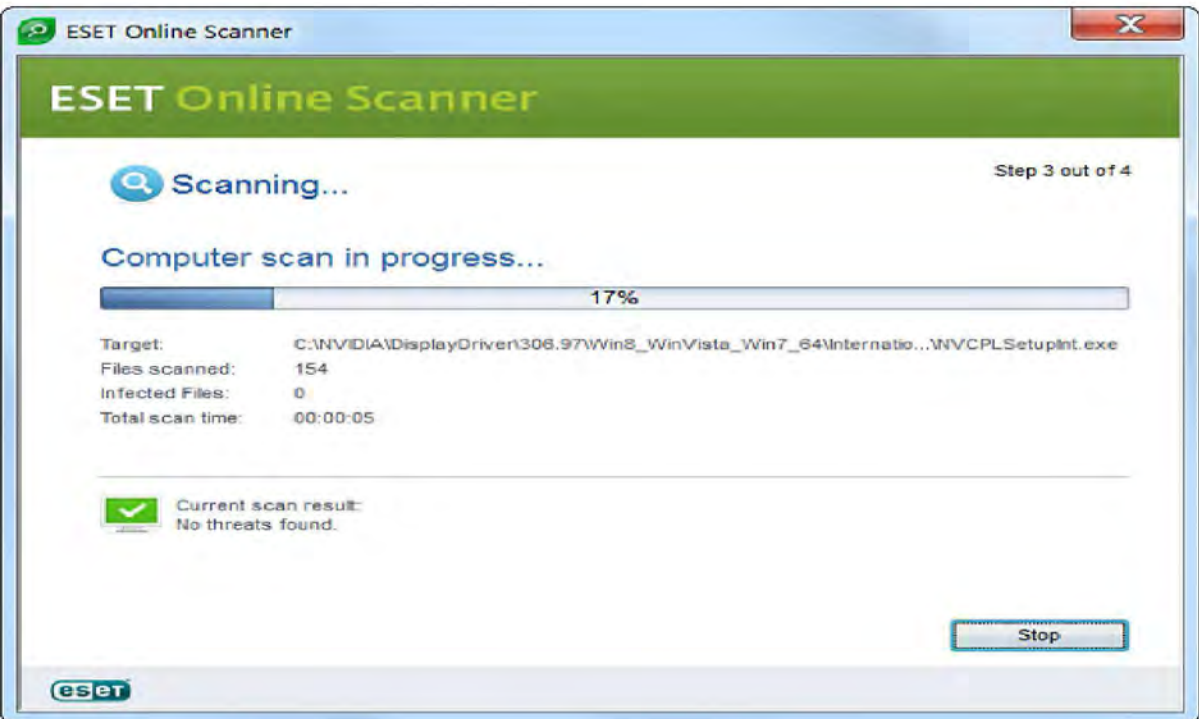 ESET Online Scanner
ESET Online Scanner
Scanning...
Step 3 out of 4
Computer scan in progress...
17%
Target: C:\NVIDIA\DisplayDriver\306.97\Win8_WinVista_Win7_64\Internatio...\NVCPLSetupInt.exe
Files scanned: 154
Infected Files: 0
Total scan time: 00:00:05
Current scan result:
No threats found.
Stop
eset